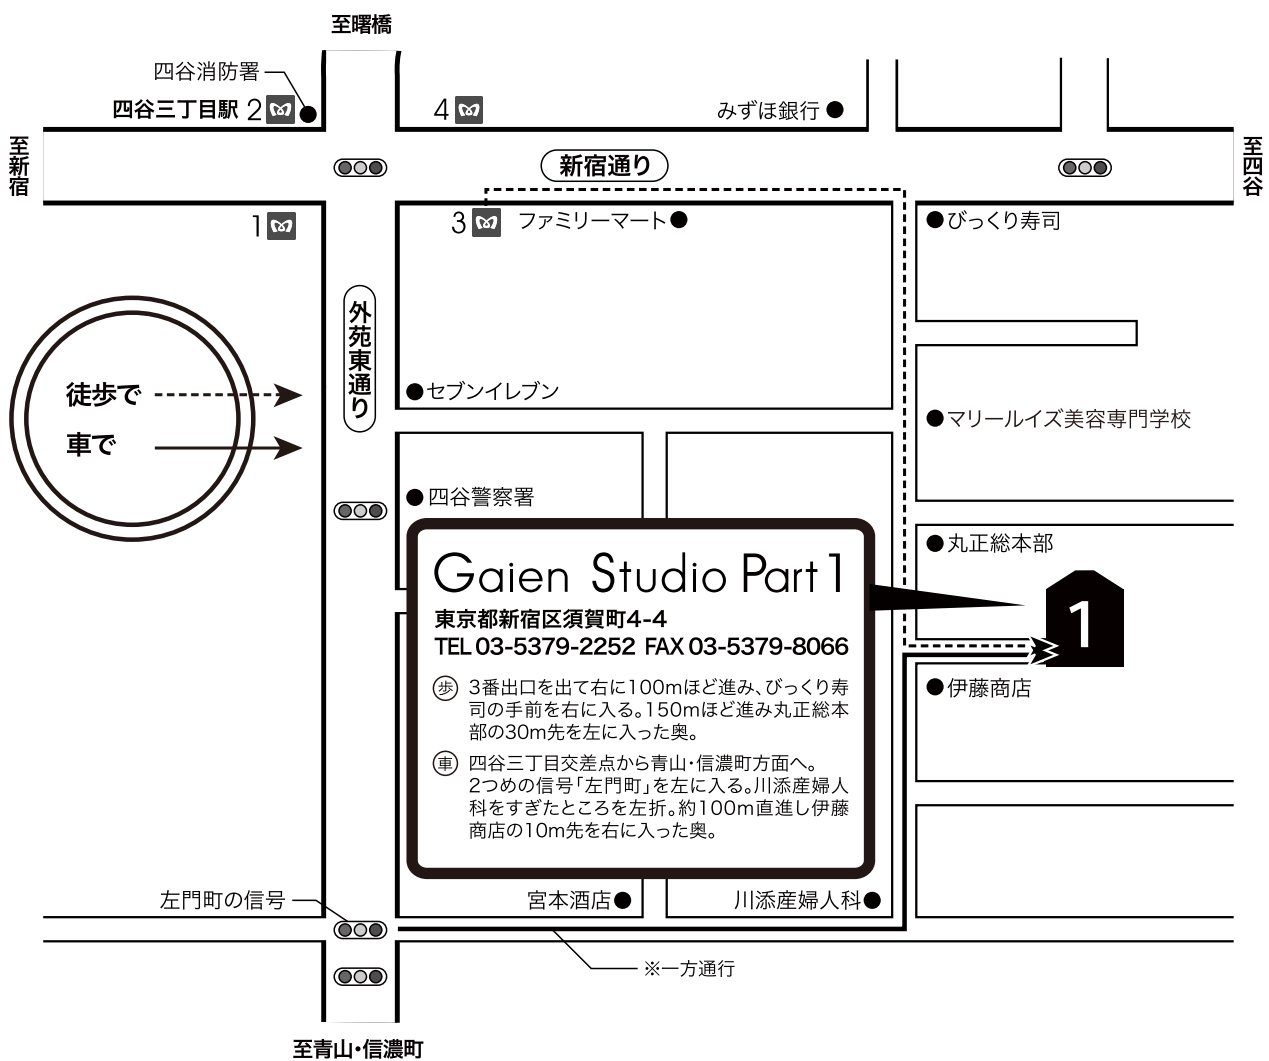 至曙橋
四谷消防署
四谷三丁目駅 2
4
みずほ銀行
至新宿
新宿通り
至四谷
1
3
ファミリーマート
びっくり寿司
外苑東通り
徒歩で
車で
セブンイレブン
マリールイズ美容専門学校
四谷警察署
丸正総本部
Gaien Studio Part1
東京都新宿区須賀町4-4
TEL 03-5379-2252 FAX 03-5379-8066
1
歩 3番出口を出て右に100mほど進み、びっくり寿
司の手前を右に入る。150mほど進み丸正総本
部の30m先を左に入った奥。
伊藤商店
車 四谷三丁目交差点から青山・信濃町方面へ。
2つめの信号「左門町」を左に入る。川添産婦人
科をすぎたところを左折。約100m直進し伊藤
商店の10m先を右に入った奥。
左門町の信号
宮本酒店
川添産婦人科
※一方通行
至青山・信濃町